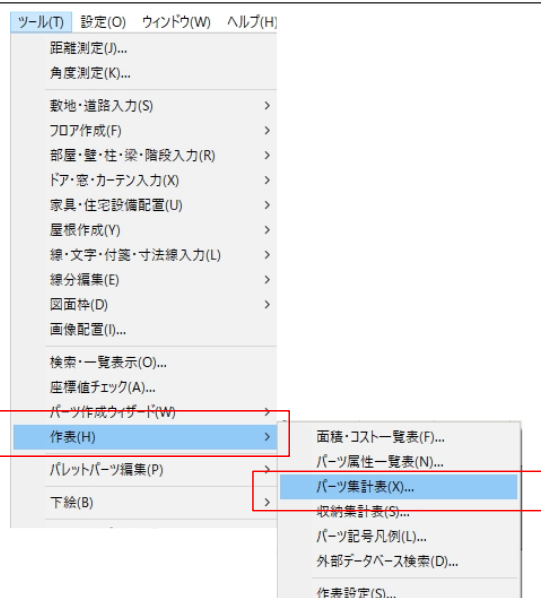 ツール(T) 設定(O) ウィンドウ(W) ヘルプ(H)
距離測定(J)...
角度測定(K)...
敷地・道路入力(S)
フロア作成(F)
部屋・壁・柱・梁・階段入力(R)
ドア・窓・カーテン入力(X)
家具・住宅設備配置(U)
屋根作成(Y)
線・文字・付箋・寸法線入力(L)
線分編集(E)
図面枠(D)
画像配置(I)...
検索・一覧表示(O)...
座標値チェック(A)...
パーツ作成ウィザード(W)
作表(H)
パレットパーツ編集(P)
下絵(B)
面積・コスト一覧表(F)...
パーツ属性一覧表(N)...
パーツ集計表(X)...
収納集計表(S)...
パーツ記号凡例(L)...
外部データベース検索(D)...
作表設定(S)...